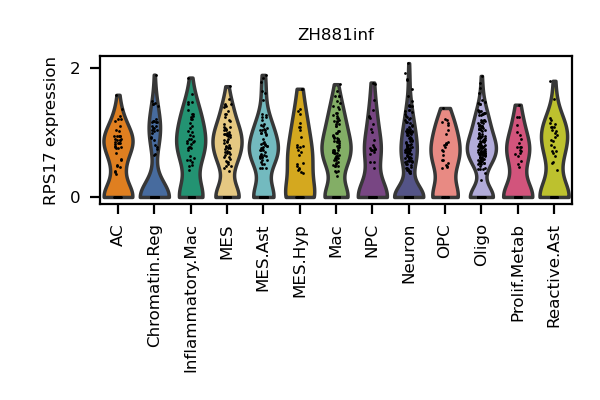 ZH881inf
RPS17 expression
2
0
AC
Chromatin.Reg
Inflammatory.Mac
MES
MES.Ast
MES.Hyp
Mac
NPC
Neuron
OPC
Oligo
Prolif.Metab
Reactive.Ast